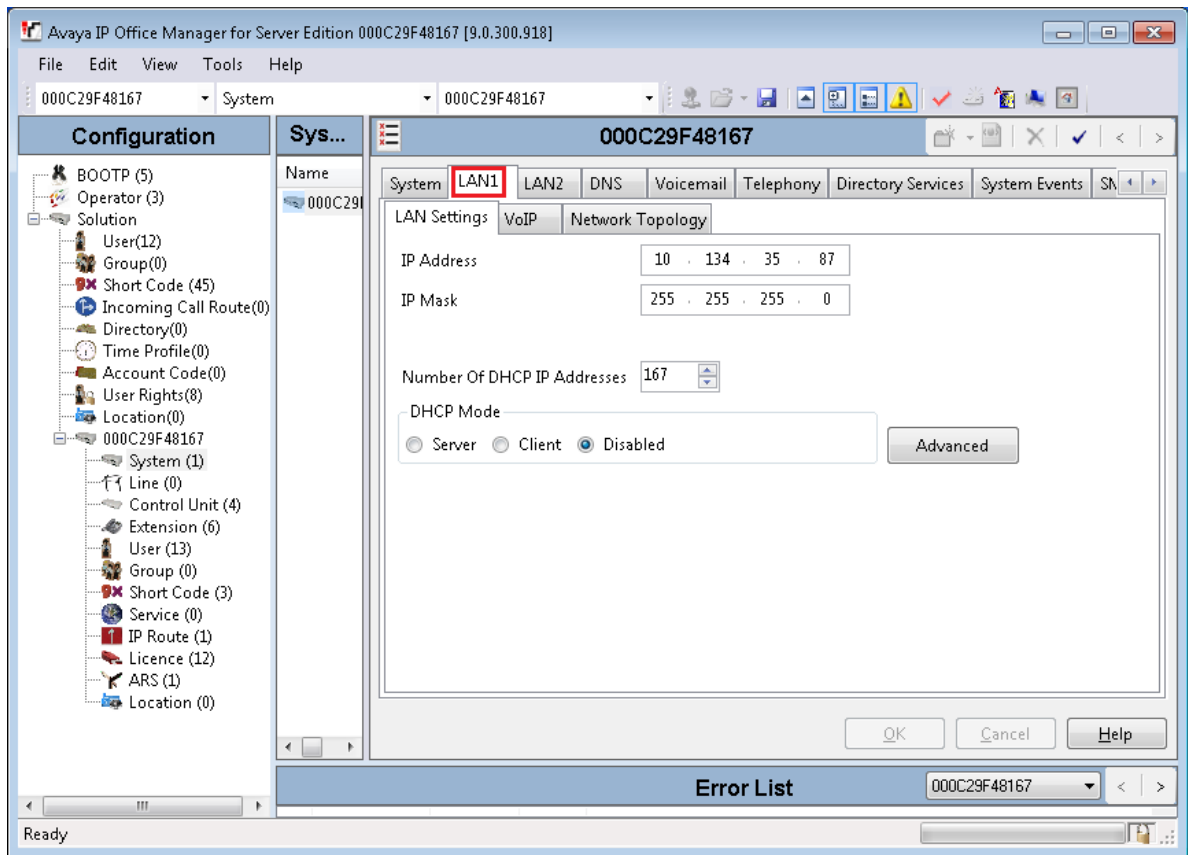 Avaya IP Office Manager for Server Edition 000C29F48167 [9.0.300.918]
File Edit View Tools Help
000C29F48167 System 000C29F48167
Configuration
BOOTP (5)
Operator (3)
Solution
User(12)
Group(0)
Short Code (45)
Incoming Call Route(0)
Directory(0)
Time Profile(0)
Account Code(0)
User Rights(8)
Location(0)
000C29F48167
System (1)
Line (0)
Control Unit (4)
Extension (6)
User (13)
Group (0)
Short Code (3)
Service (0)
IP Route (1)
Licence (12)
ARS (1)
Location (0)
Sys...
Name
000C29
000C29F48167
System LAN1 LAN2 DNS Voicemail Telephony Directory Services System Events
LAN Settings VoIP Network Topology
IP Address 10 . 134 . 35 . 87
IP Mask 255 . 255 . 255 . 0
Number Of DHCP IP Addresses 167
DHCP Mode
Server Client Disabled
Advanced
OK Cancel Help
Error List 000C29F48167
Ready